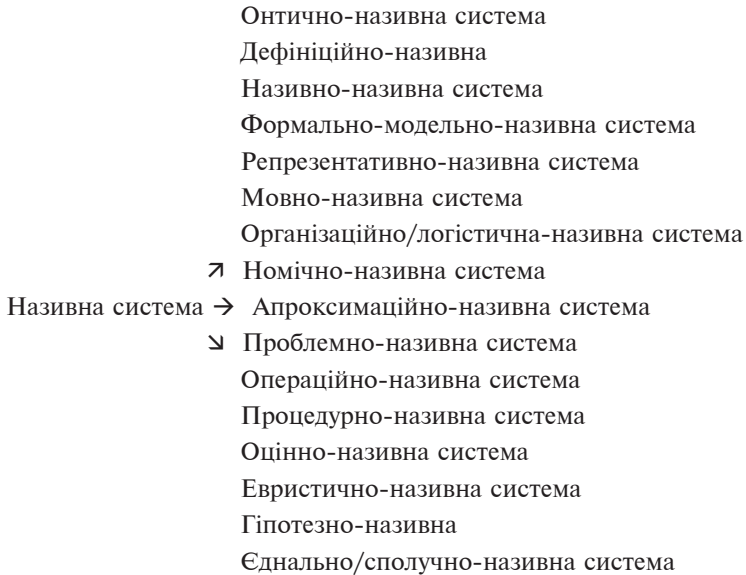 Онтично-називна система
Дефініційно-називна
Називно-називна система
Формально-модельно-називна система
Репрезентативно-називна система
Мовно-називна система
Організаційно/логістична-називна система
↗ Номічно-називна система
Називна система → Апроксимаційно-називна система
↘ Проблемно-називна система
Операційно-називна система
Процедурно-називна система
Оцінно-називна система
Евристично-називна система
Гіпотезно-називна
Єднально/сполучно-називна система